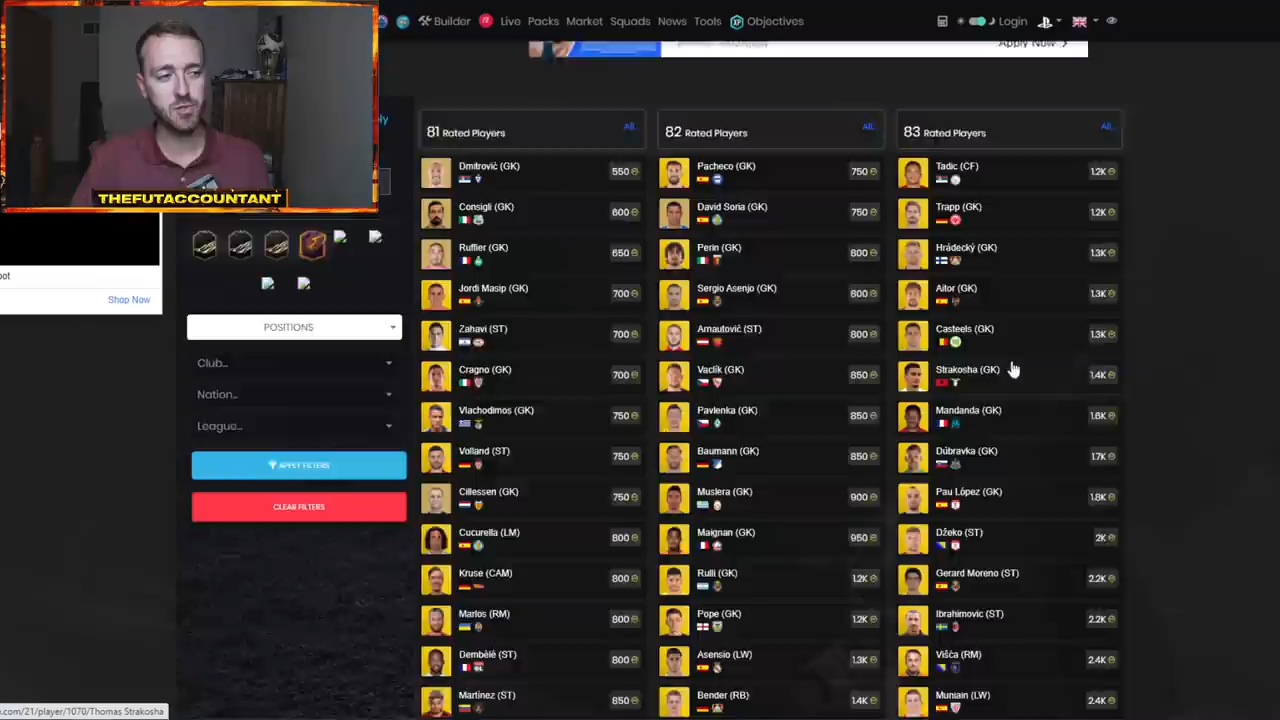 Builder
Live
Packs
Market
Squads
News
Tools
Objectives
Login
Apply Now
THEFUTACCOUNTANT
Shop Now
POSITIONS
Club...
Nation...
League...
APPLY FILTERS
CLEAR FILTERS
81 Rated Players
All..
Dmitrovič (GK) 550
Consigli (GK) 600
Ruffier (GK) 650
Jordi Masip (GK) 700
Zahavi (ST) 700
Cragno (GK) 700
Vlachodimos (GK) 750
Volland (ST) 750
Cillessen (GK) 750
Cucurella (LM) 800
Kruse (CAM) 800
Marlos (RM) 800
Dembélé (ST) 800
Martínez (ST) 850
82 Rated Players
All..
Pacheco (GK) 750
David Soria (GK) 750
Perin (GK) 800
Sergio Asenjo (GK) 800
Arnautović (ST) 800
Vaclík (GK) 850
Pavlenka (GK) 850
Baumann (GK) 850
Muslera (GK) 900
Maignan (GK) 950
Rulli (GK) 1.2K
Pope (GK) 1.2K
Asensio (LW) 1.3K
Bender (RB) 1.4K
83 Rated Players
All..
Tadic (CF) 1.2K
Trapp (GK) 1.2K
Hrádecký (GK) 1.3K
Aitor (GK) 1.3K
Casteels (GK) 1.3K
Strakosha (GK) 1.4K
Mandanda (GK) 1.6K
Dúbravka (GK) 1.7K
Pau López (GK) 1.8K
Džeko (ST) 2K
Gerard Moreno (ST) 2.2K
Ibrahimovic (ST) 2.2K
Višća (RM) 2.4K
Muniain (LW) 2.4K
.com/21/player/1070/Thomas Strakosha